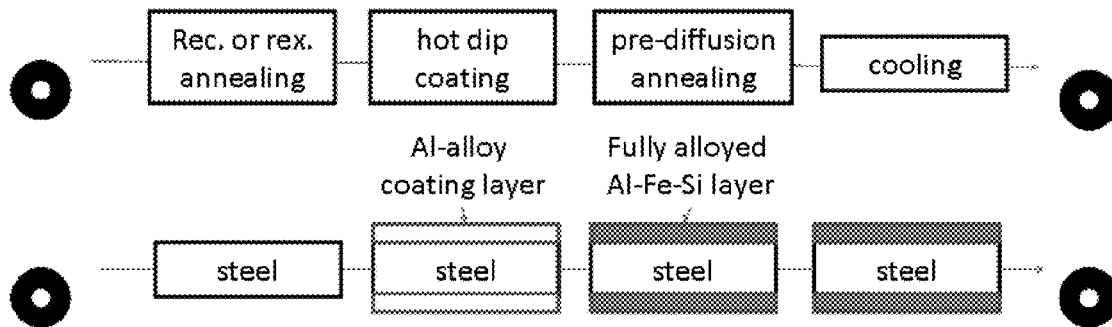 Rec. or rex.
annealing
hot dip
coating
pre-diffusion
annealing
cooling
Al-alloy
coating layer
Fully alloyed
Al-Fe-Si layer
steel
steel
steel
steel